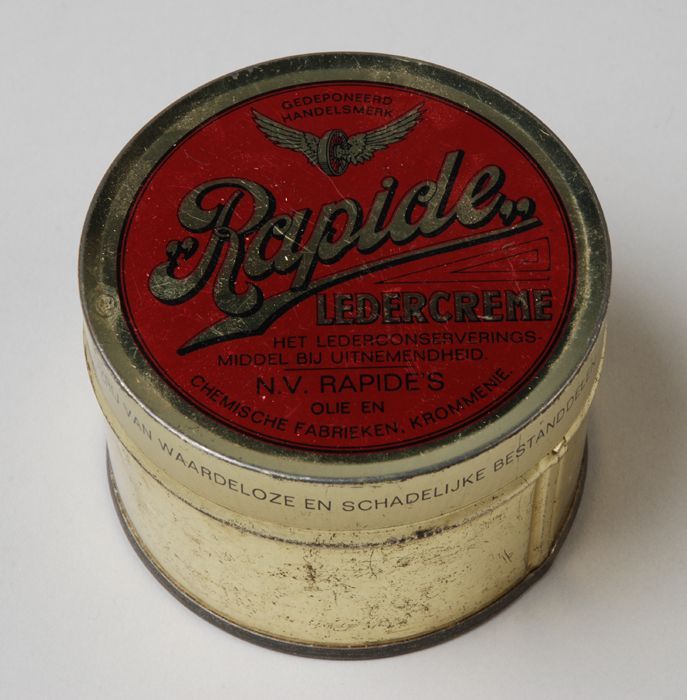 GEDEPONEERD
HANDELSMERK
„Rapide„
LEDERCREME
HET LEDERCONSERVERINGS-
MIDDEL BIJ UITNEMENDHEID.
N.V. RAPIDE'S
OLIE EN
CHEMISCHE FABRIEKEN, KROMMENIE.
VAN WAARDELOZE EN SCHADELIJKE BESTANDDELEN